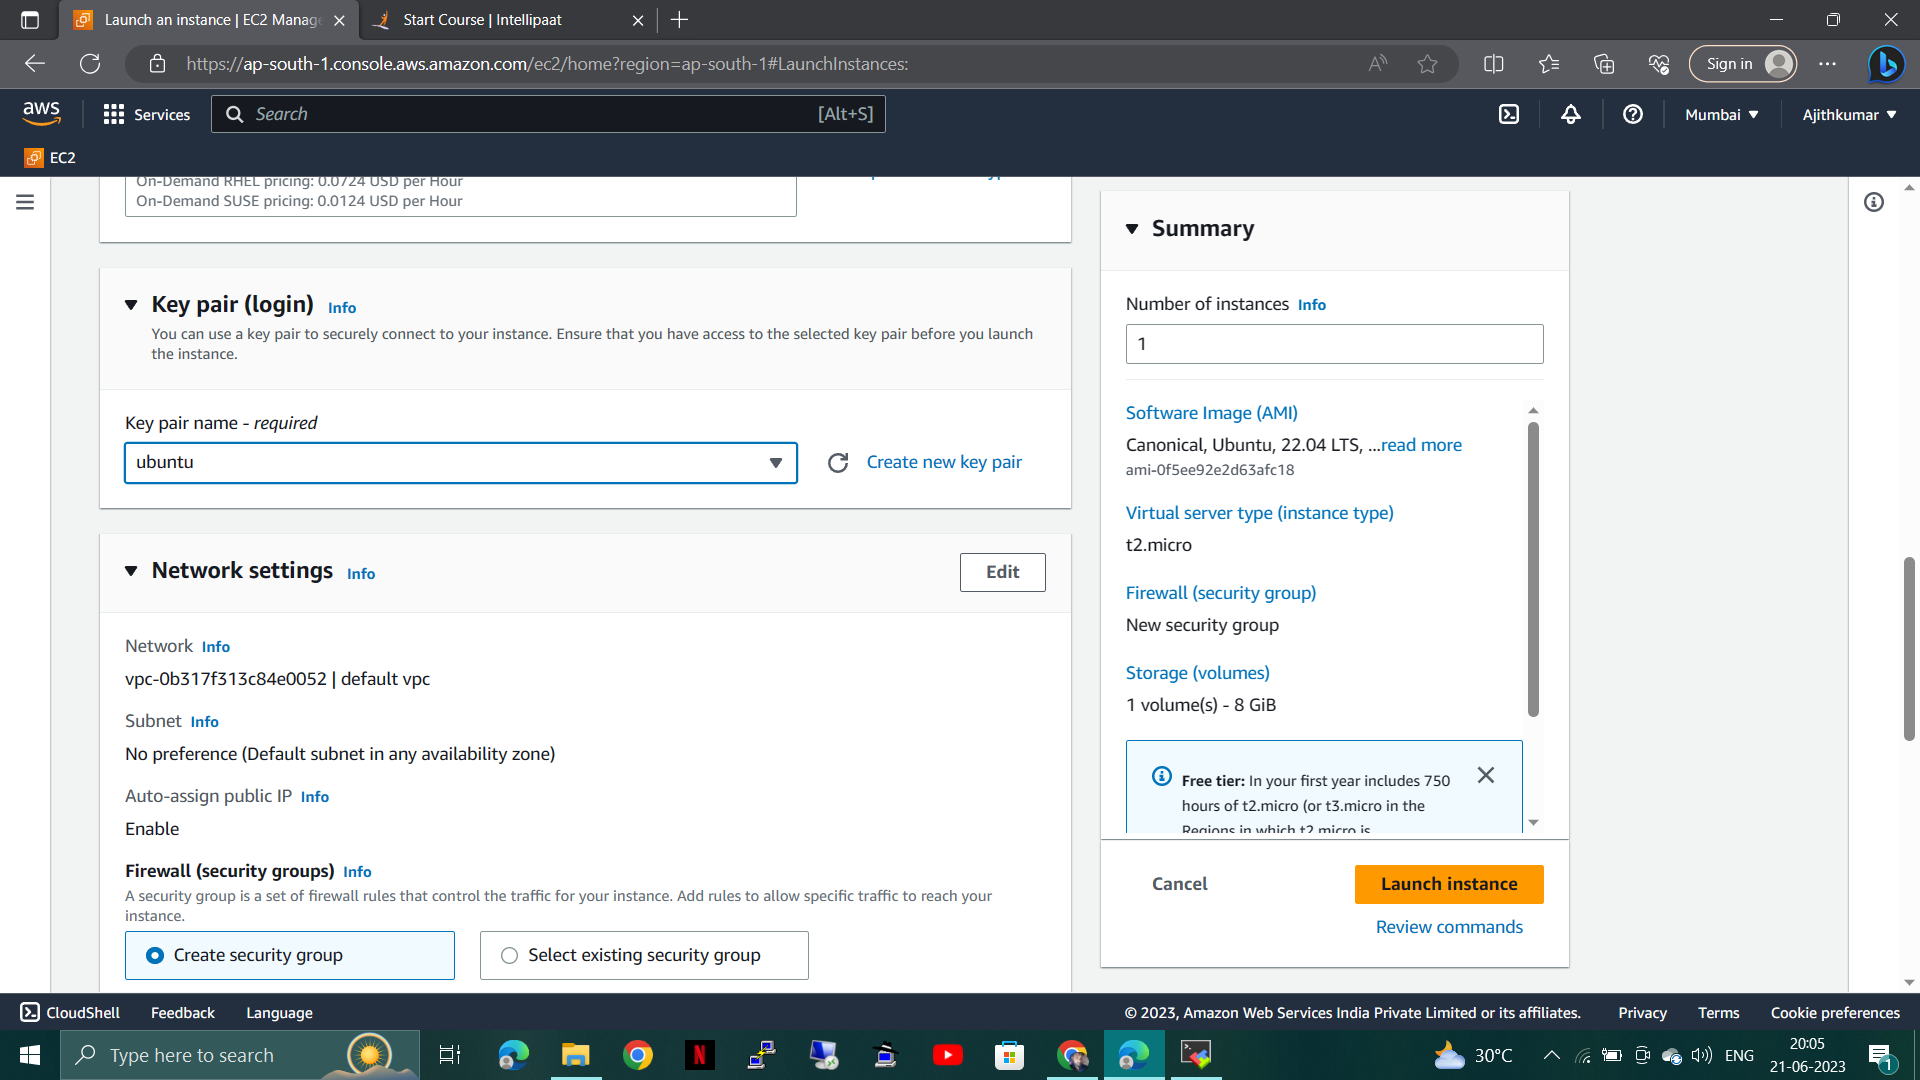 Launch an instance | EC2 Manag
Start Course | Intellipaat
https://ap-south-1.console.aws.amazon.com/ec2/home?region=ap-south-1#LaunchInstances:
Sign in
aws
Services
Search
[Alt+S]
Mumbai
Ajithkumar
EC2
On-Demand RHEL pricing: 0.0724 USD per Hour
On-Demand SUSE pricing: 0.0124 USD per Hour
Key pair (login) Info
You can use a key pair to securely connect to your instance. Ensure that you have access to the selected key pair before you launch
the instance.
Key pair name - required
ubuntu
Create new key pair
Network settings Info
Edit
Network Info
vpc-0b317f313c84e0052 | default vpc
Subnet Info
No preference (Default subnet in any availability zone)
Auto-assign public IP Info
Enable
Firewall (security groups) Info
A security group is a set of firewall rules that control the traffic for your instance. Add rules to allow specific traffic to reach your
instance.
Create security group
Select existing security group
Summary
Number of instances Info
1
Software Image (AMI)
Canonical, Ubuntu, 22.04 LTS, ...read more
ami-0f5ee92e2d63afc18
Virtual server type (instance type)
t2.micro
Firewall (security group)
New security group
Storage (volumes)
1 volume(s) - 8 GiB
Free tier: In your first year includes 750
hours of t2.micro (or t3.micro in the
Regions in which t2.micro is
Cancel
Launch instance
Review commands
CloudShell
Feedback
Language
© 2023, Amazon Web Services India Private Limited or its affiliates.
Privacy
Terms
Cookie preferences
Type here to search
30°C
ENG
20:05
21-06-2023
1